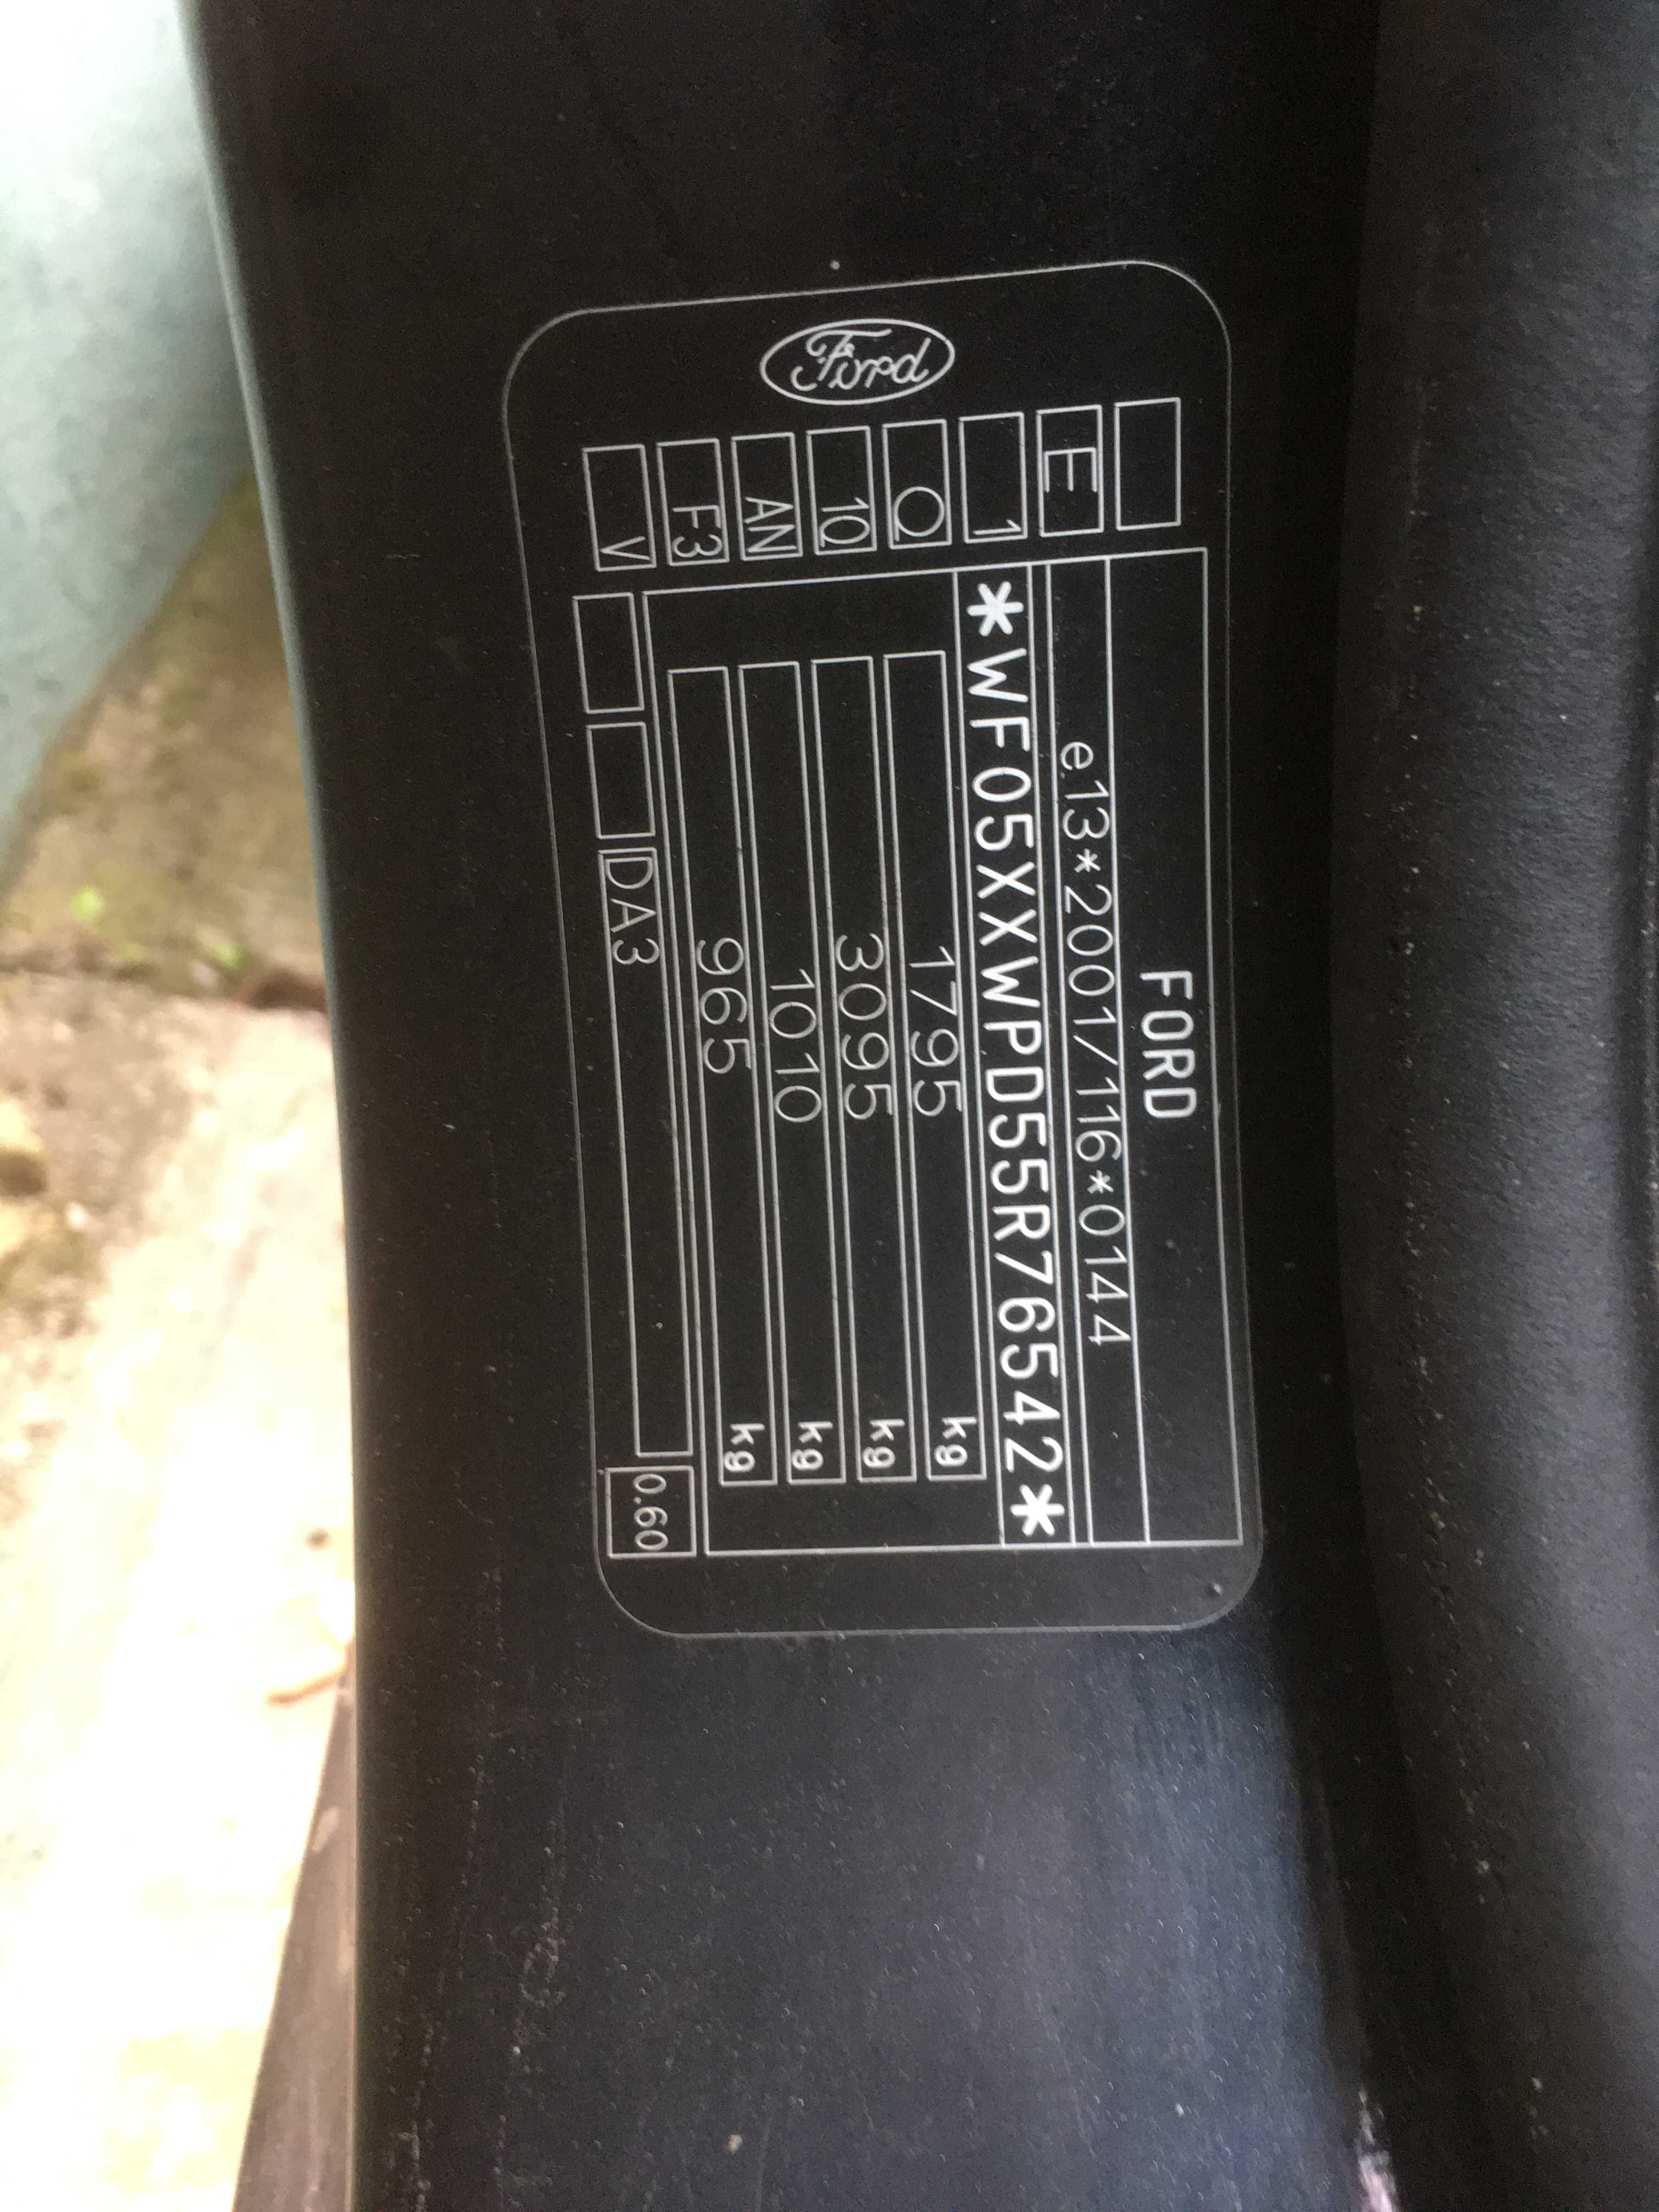 Ford
FORD
e13*2001/116*0144
E
*WF05XXWPD55R76542*
1
1795 kg
Q
3095 kg
10
1010 kg
AN
965 kg
F3
V
DA3
0.60